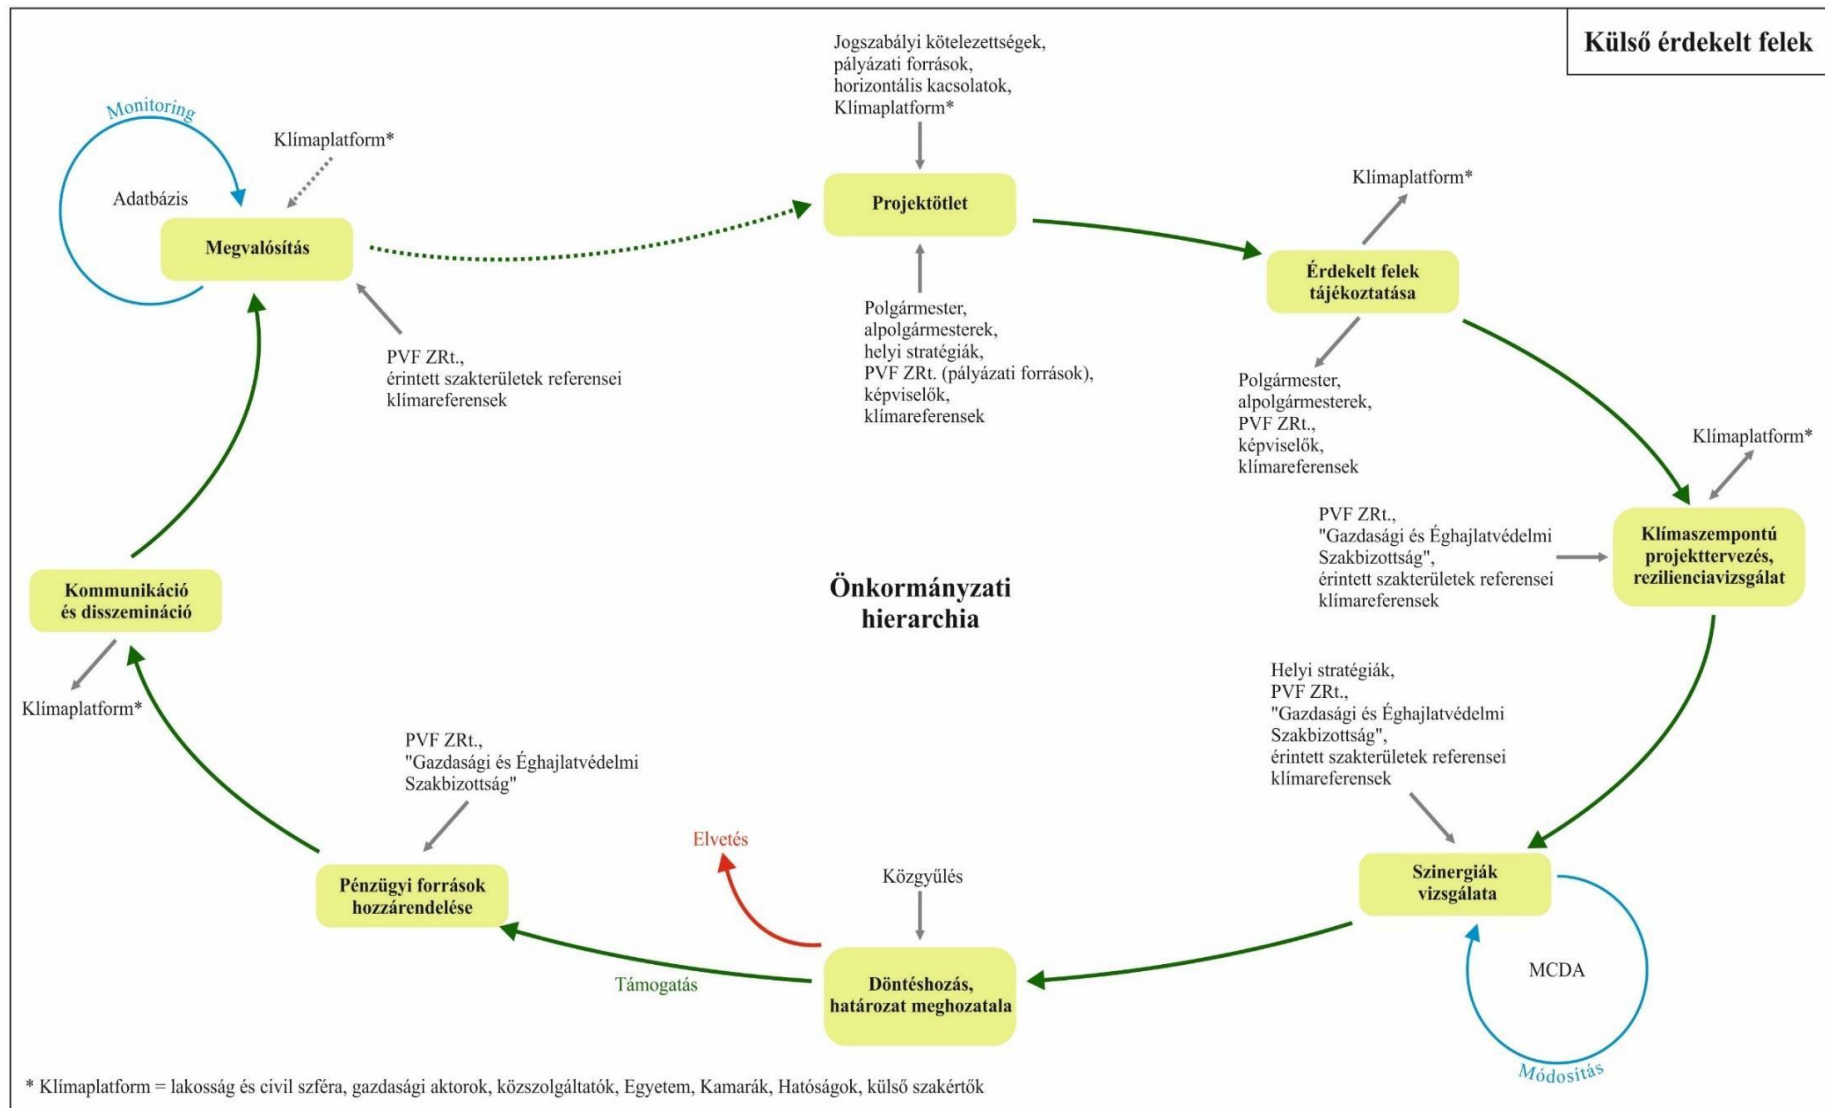 Külső érdekelt felek
Jogszabályi kötelezettségek,
pályázati források,
horizontális kacsolatok,
Klímaplatform*
Monitoring
Klímaplatform*
Adatbázis
Megvalósítás
Projektötlet
Klímaplatform*
Érdekelt felek
tájékoztatása
PVF ZRt.,
érintett szakterületek referensei
klímareferensek
Polgármester,
alpolgármesterek,
helyi stratégiák,
PVF ZRt. (pályázati források),
képviselők,
klímareferensek
Polgármester,
alpolgármesterek,
PVF ZRt.,
képviselők,
klímareferensek
Klímaplatform*
PVF ZRt.,
"Gazdasági és Éghajlatvédelmi
Szakbizottság",
érintett szakterületek referensei
klímareferensek
Klímaszempontú
projekttervezés,
rezilienciavizsgálat
Kommunikáció
és disszemináció
Önkormányzati
hierarchia
Klímaplatform*
Helyi stratégiák,
PVF ZRt.,
"Gazdasági és Éghajlatvédelmi
Szakbizottság",
érintett szakterületek referensei
klímareferensek
PVF ZRt.,
"Gazdasági és Éghajlatvédelmi
Szakbizottság"
Elvetés
Közgyűlés
Pénzügyi források
hozzárendelése
Szinergiák
vizsgálata
Támogatás
Döntéshozás,
határozat meghozatala
MCDA
Módosítás
* Klímaplatform = lakosság és civil szféra, gazdasági aktorok, közszolgáltatók, Egyetem, Kamarák, Hatóságok, külső szakértők